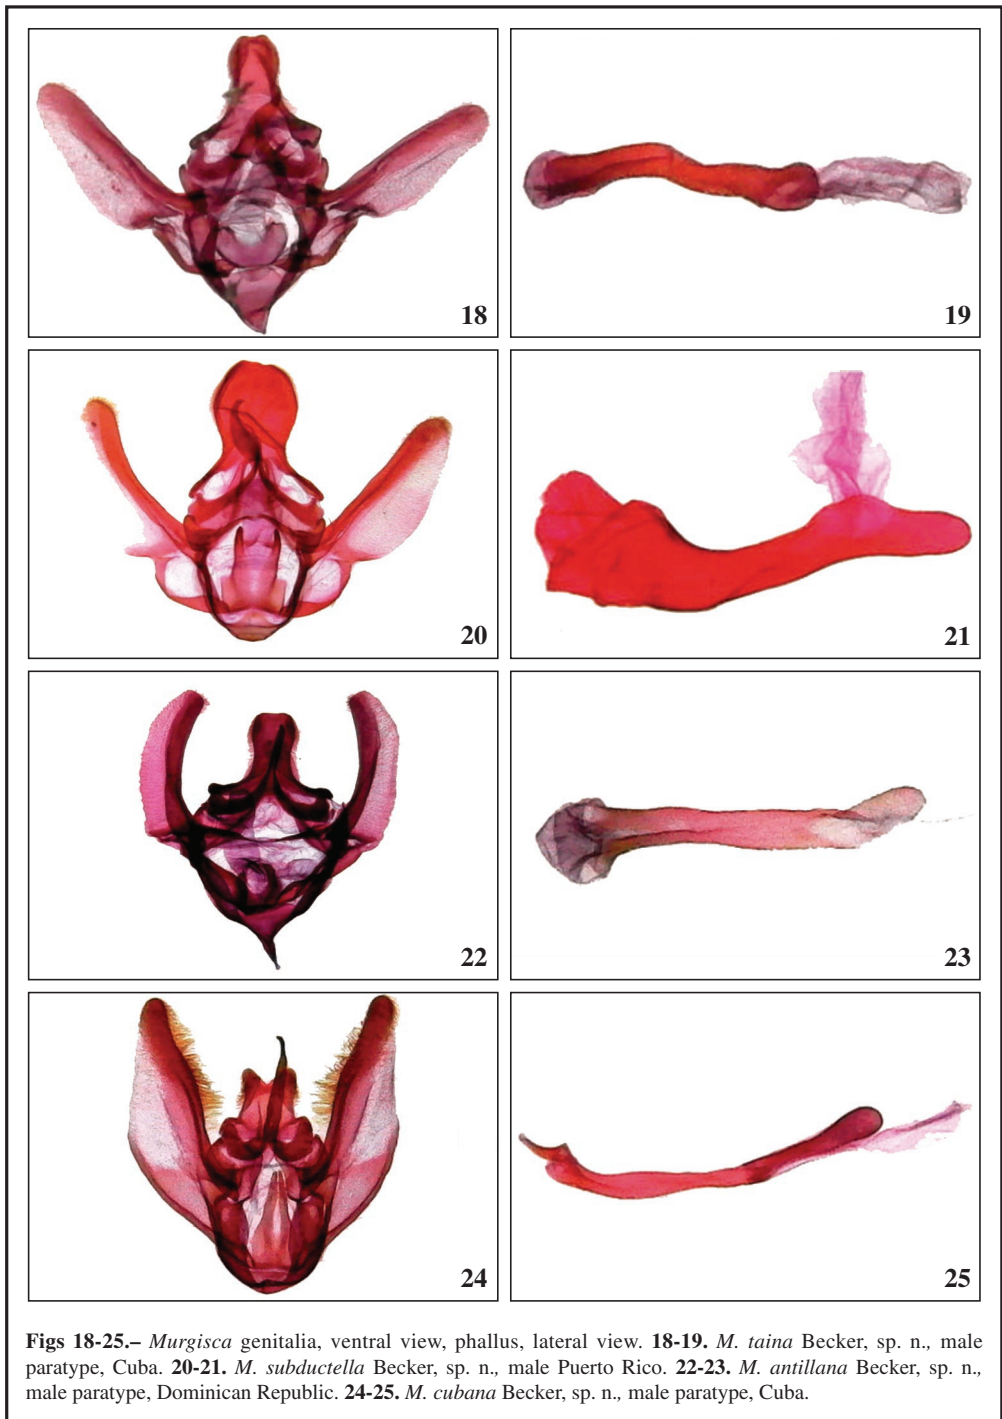 18
19
20
21
22
23
24
25
Figs 18-25.– Murgisca genitalia, ventral view, phallus, lateral view. 18-19. M. taina Becker, sp. n., male
paratype, Cuba. 20-21. M. subductella Becker, sp. n., male Puerto Rico. 22-23. M. antillana Becker, sp. n.,
male paratype, Dominican Republic. 24-25. M. cubana Becker, sp. n., male paratype, Cuba.